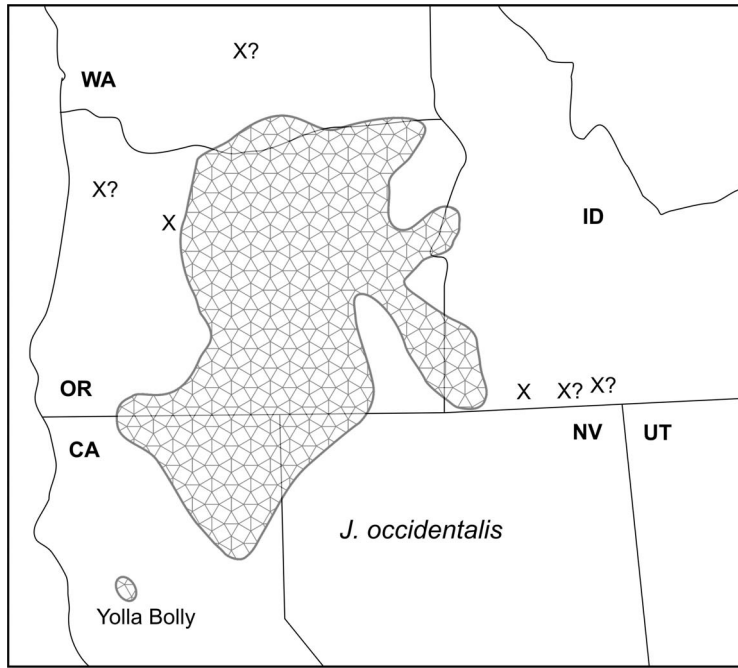 X?
WA
X?
X
ID
OR
X
X?
X?
CA
NV
UT
J. occidentalis
Yolla Bolly